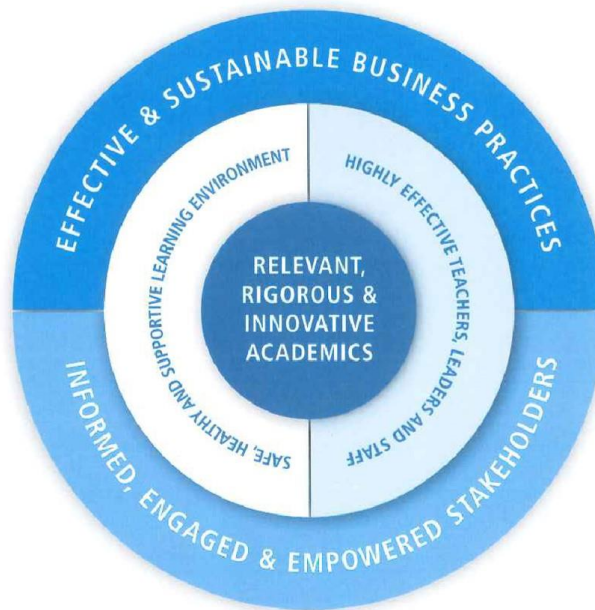 EFFECTIVE & SUSTAINABLE BUSINESS PRACTICES
SAFE, HEALTHY AND SUPPORTIVE LEARNING ENVIRONMENT
HIGHLY EFFECTIVE TEACHERS, LEADERS AND STAFF
RELEVANT,
RIGOROUS &
INNOVATIVE
ACADEMICS
INFORMED, ENGAGED & EMPOWERED STAKEHOLDERS